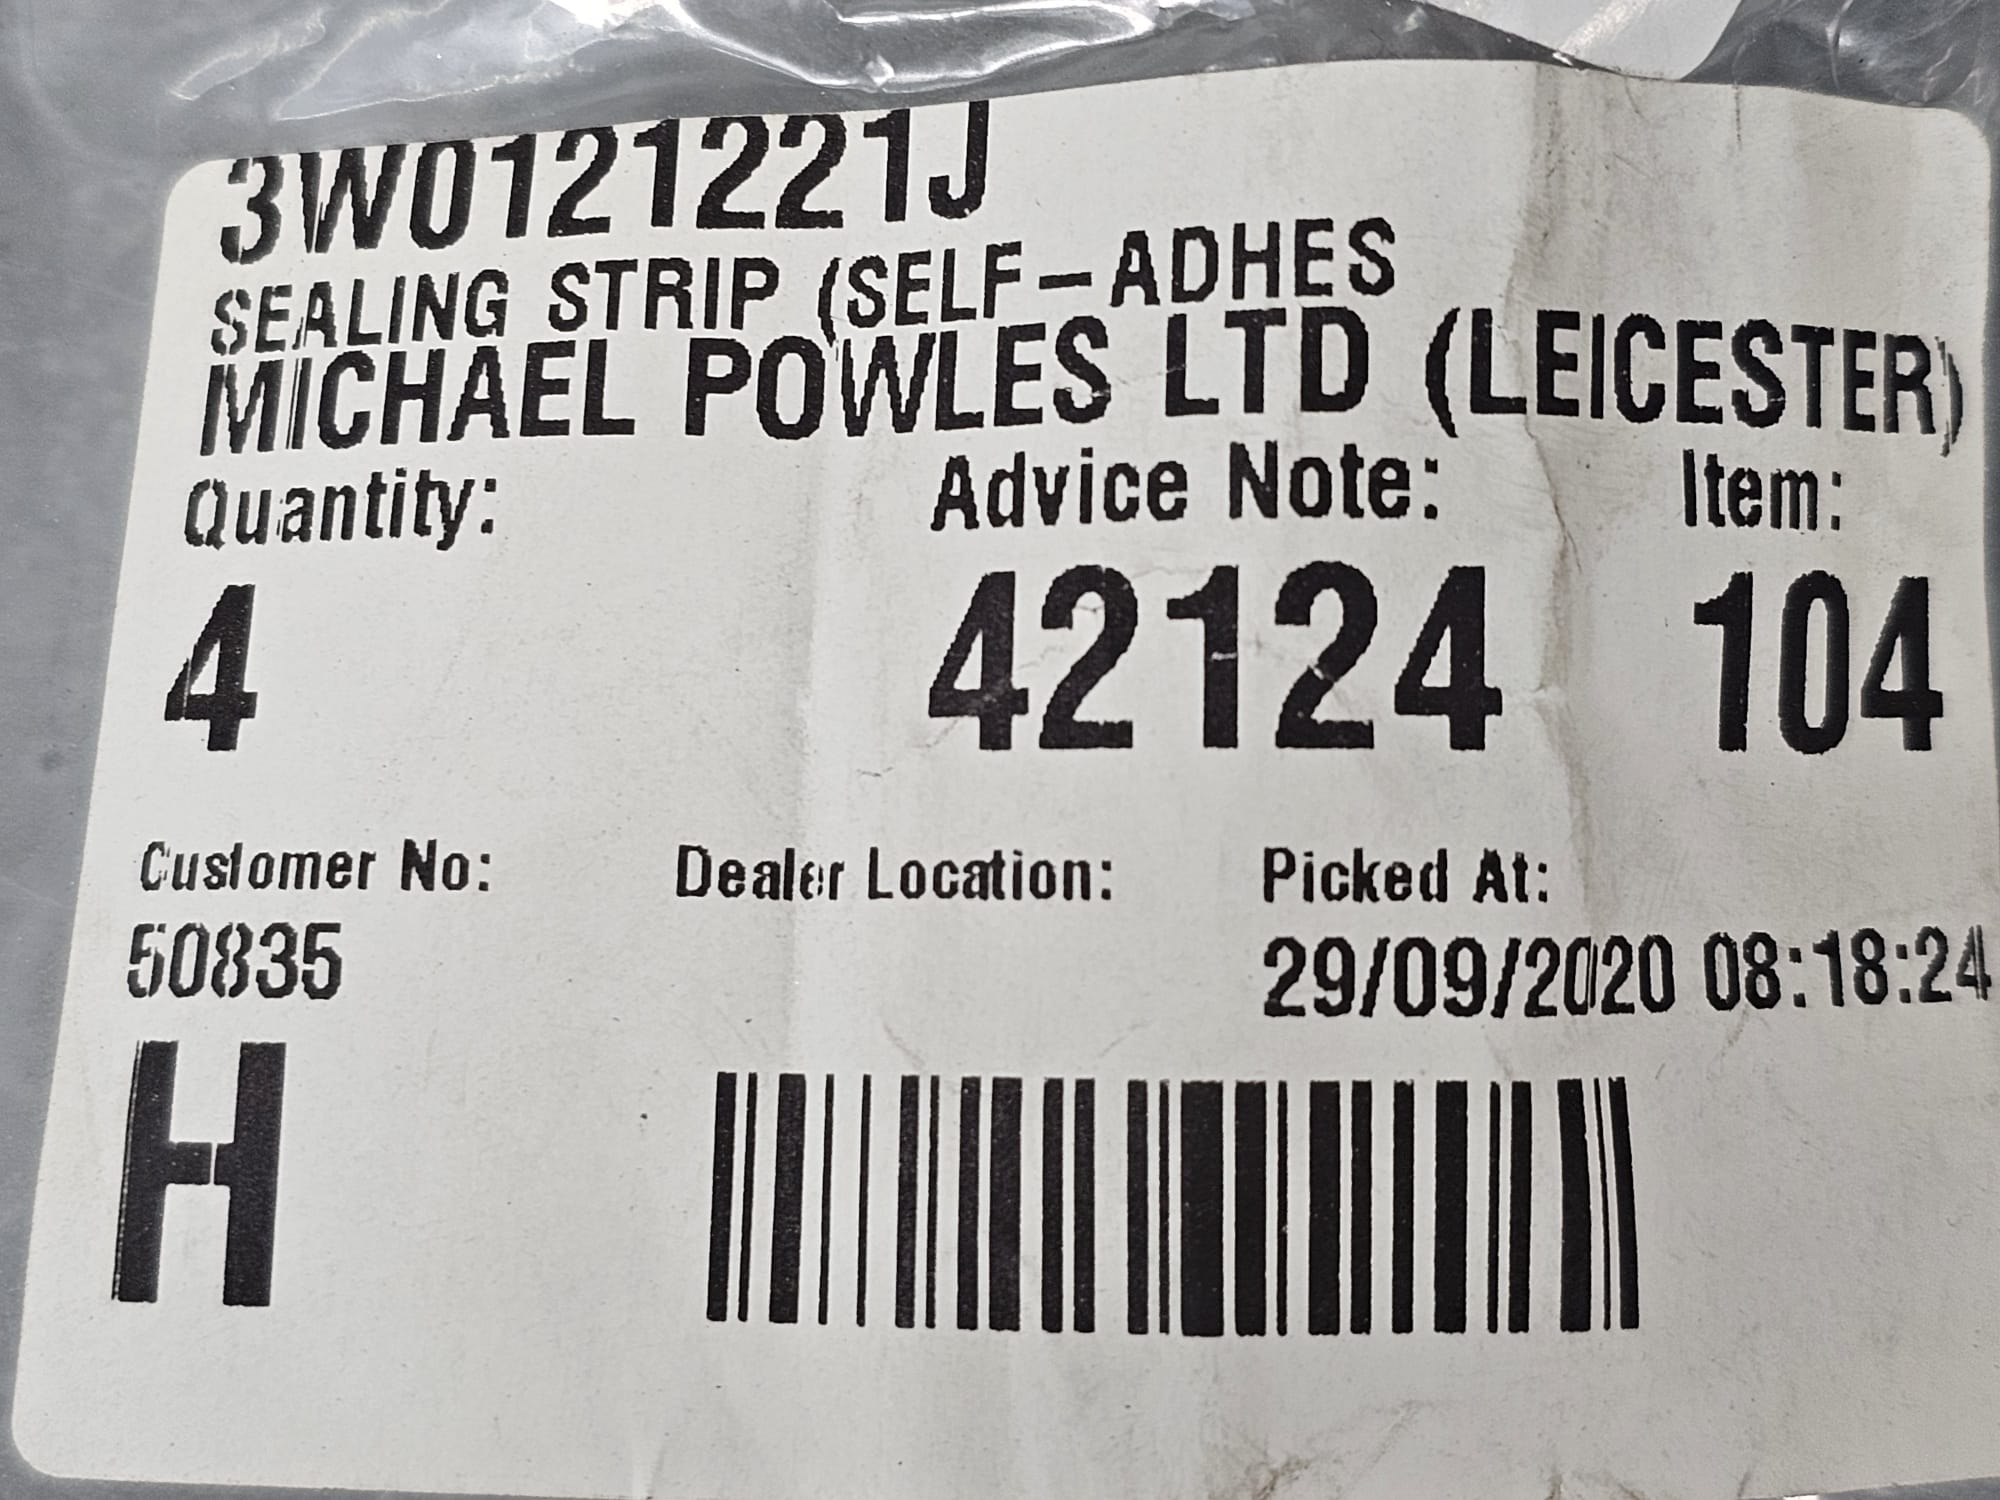 3W0121221J
SEALING STRIP (SELF-ADHES
MICHAEL POWLES LTD (LEICESTER)
Quantity: Advice Note: Item:
4 42124 104
Customer No: Dealer Location: Picked At:
50835 29/09/2020 08:18:24
H